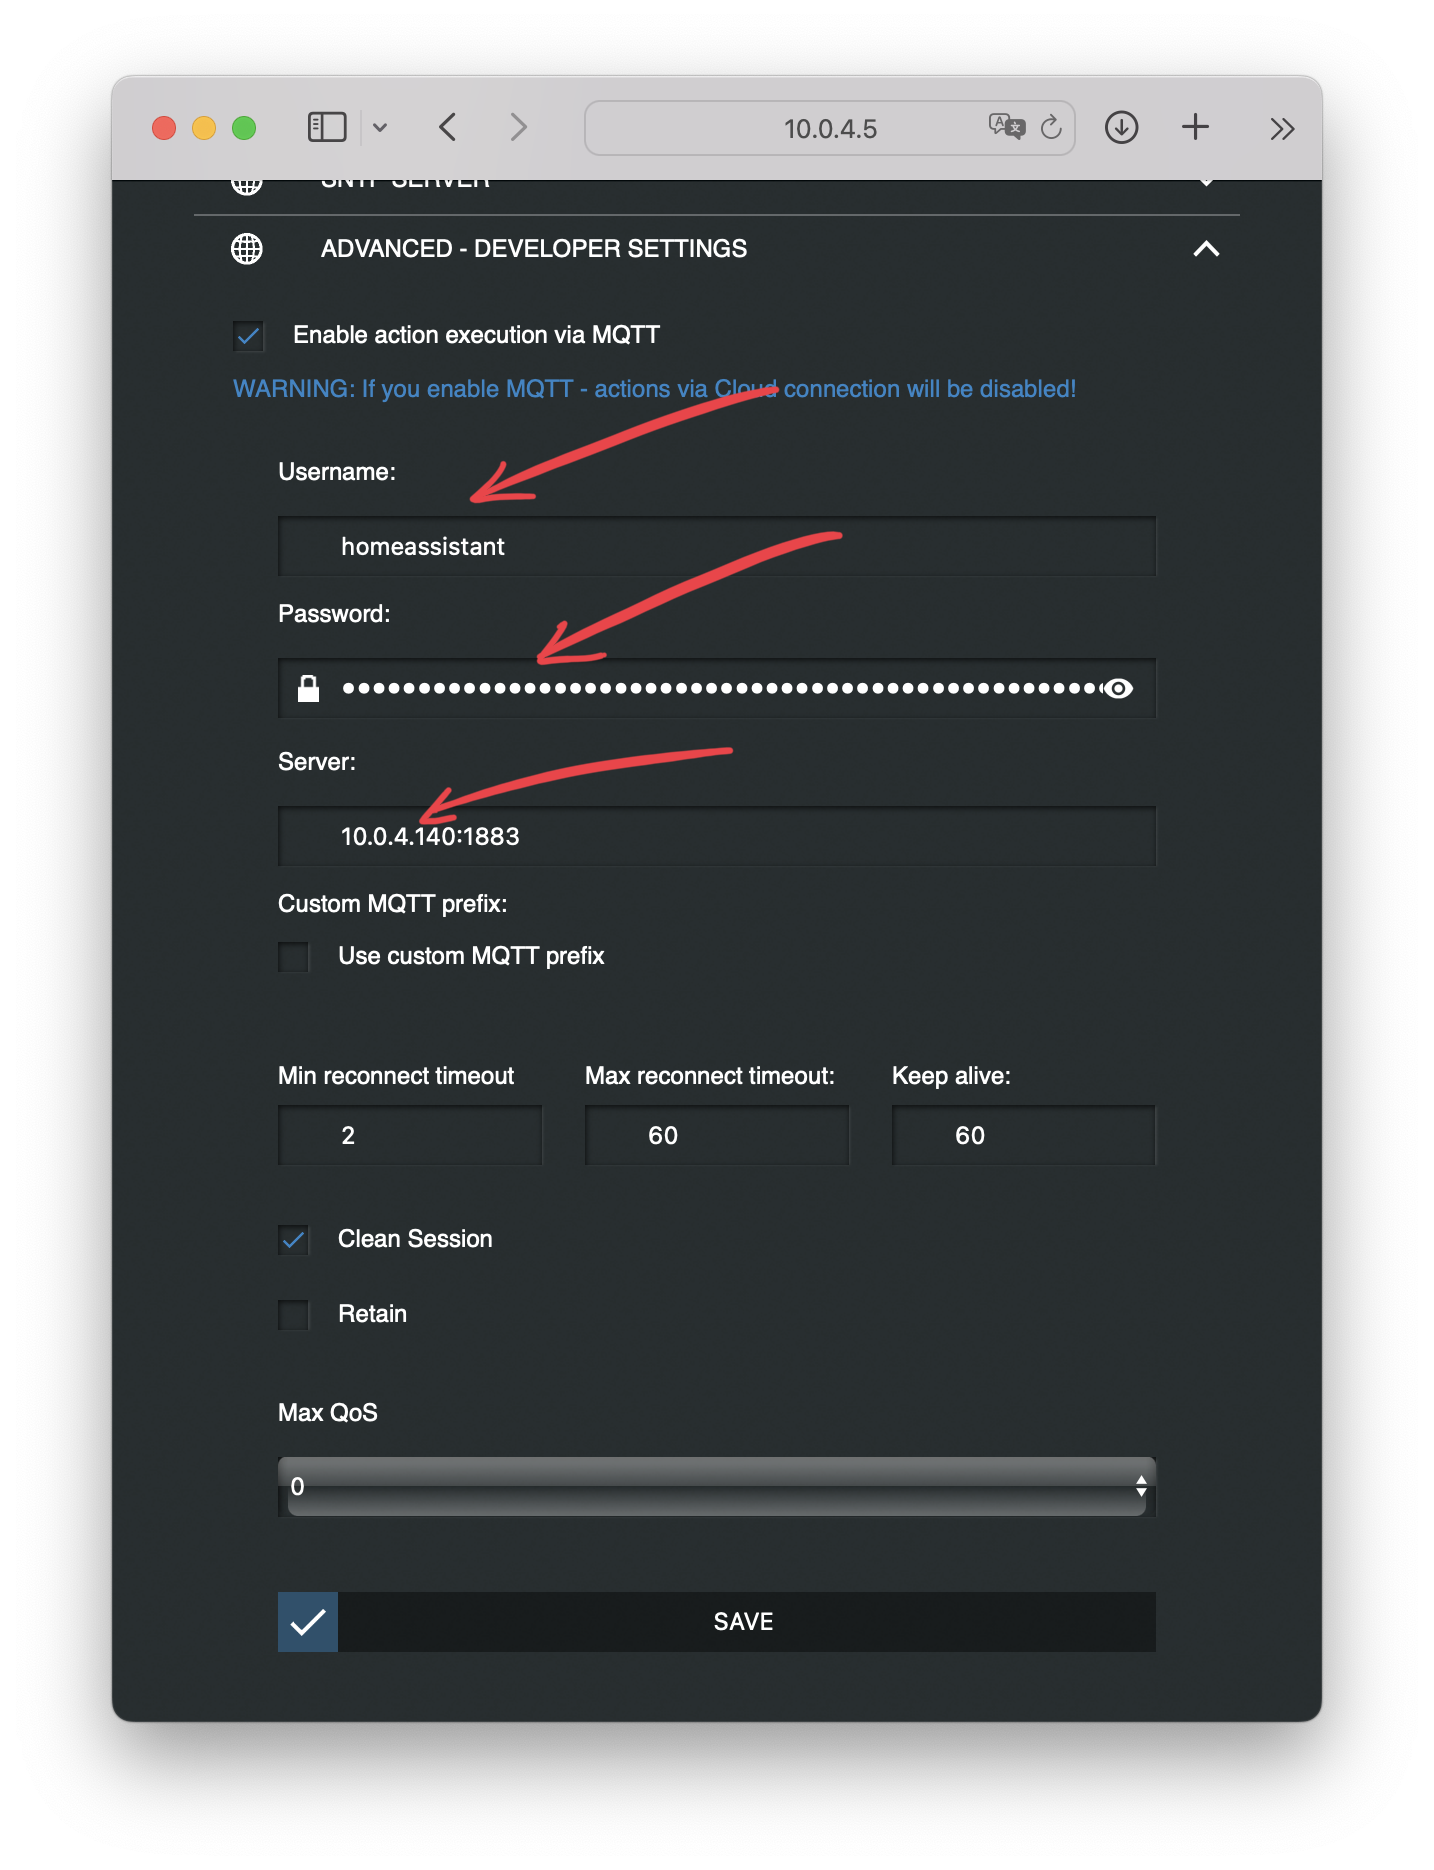 10.0.4.5
SNTP SERVER
ADVANCED - DEVELOPER SETTINGS
Enable action execution via MQTT
WARNING: If you enable MQTT - actions via Cloud connection will be disabled!
Username:
homeassistant
Password:
Server:
10.0.4.140:1883
Custom MQTT prefix:
Use custom MQTT prefix
Min reconnect timeout Max reconnect timeout: Keep alive:
2 60 60
Clean Session
Retain
Max QoS
0
SAVE